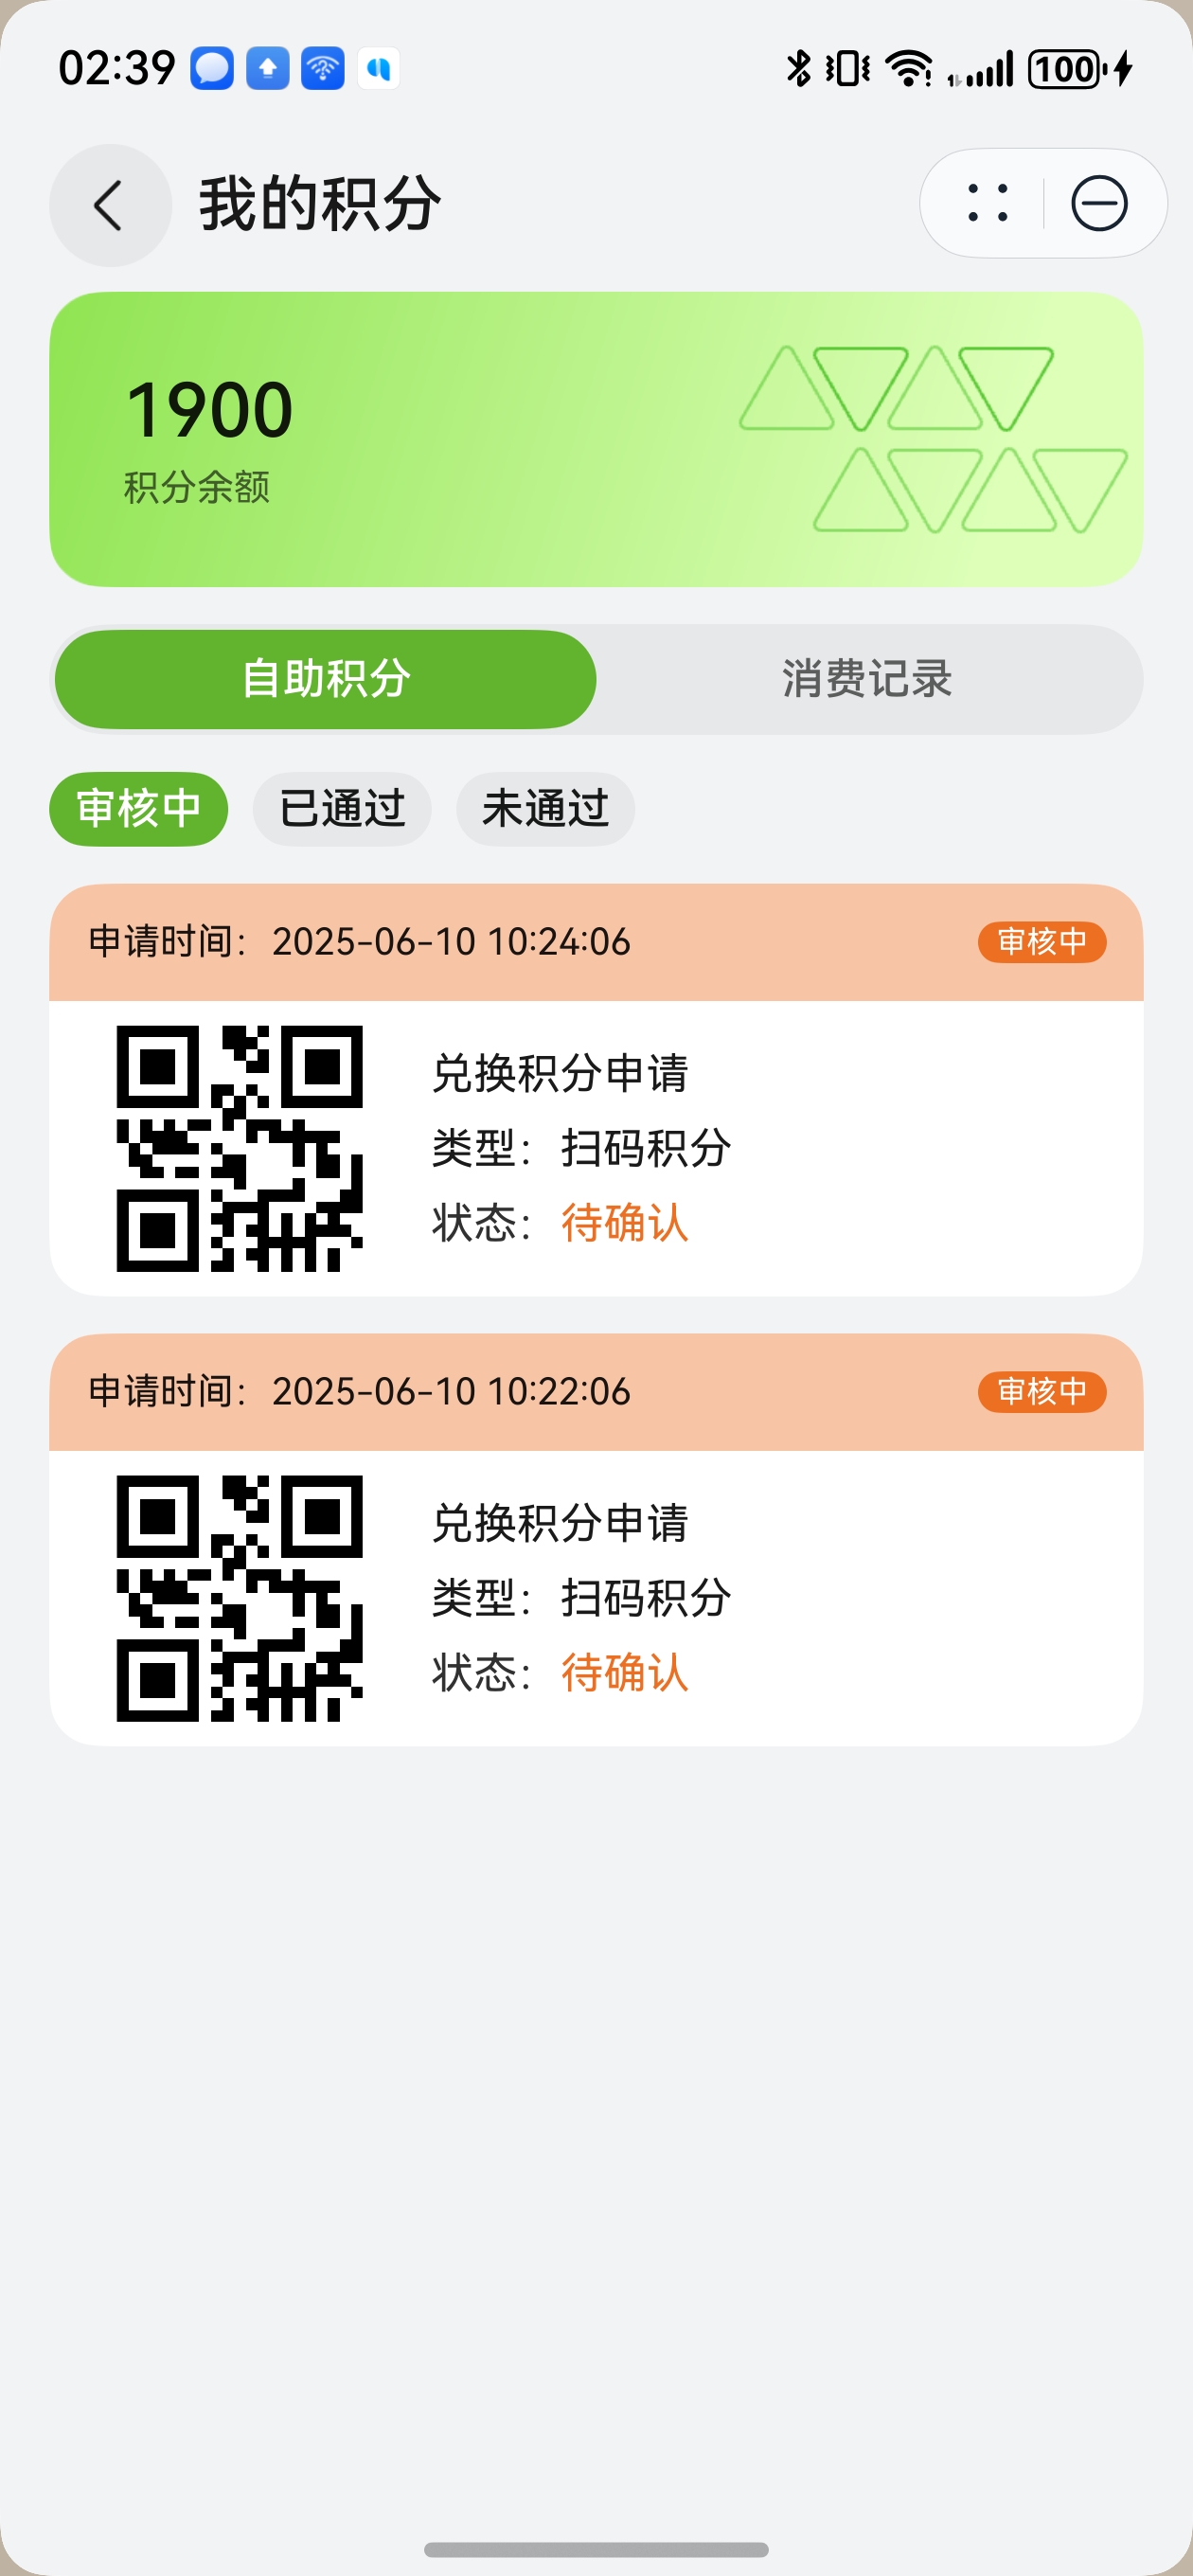 02:39
100
我的积分
1900
积分余额
自助积分 消费记录
审核中 已通过 未通过
申请时间: 2025-06-10 10:24:06 审核中
兑换积分申请
类型: 扫码积分
状态: 待确认
申请时间: 2025-06-10 10:22:06 审核中
兑换积分申请
类型: 扫码积分
状态: 待确认